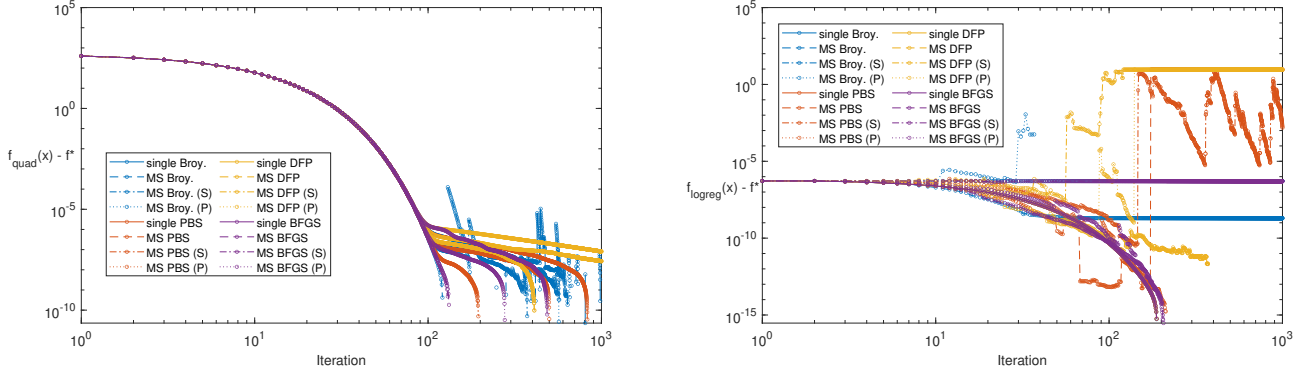 10^5
10^0
10^-5
10^-10
f_quad(x) - f*
single Broy.
MS Broy.
MS Broy. (S)
MS Broy. (P)
single PBS
MS PBS
MS PBS (S)
MS PBS (P)
single DFP
MS DFP
MS DFP (S)
MS DFP (P)
single BFGS
MS BFGS
MS BFGS (S)
MS BFGS (P)
10^0
10^1
10^2
10^3
Iteration
10^5
10^0
10^-5
10^-10
10^-15
f_logreg(x) - f*
single Broy.
MS Broy.
MS Broy. (S)
MS Broy. (P)
single PBS
MS PBS
MS PBS (S)
MS PBS (P)
single DFP
MS DFP
MS DFP (S)
MS DFP (P)
single BFGS
MS BFGS
MS BFGS (S)
MS BFGS (P)
10^0
10^1
10^2
10^3
Iteration